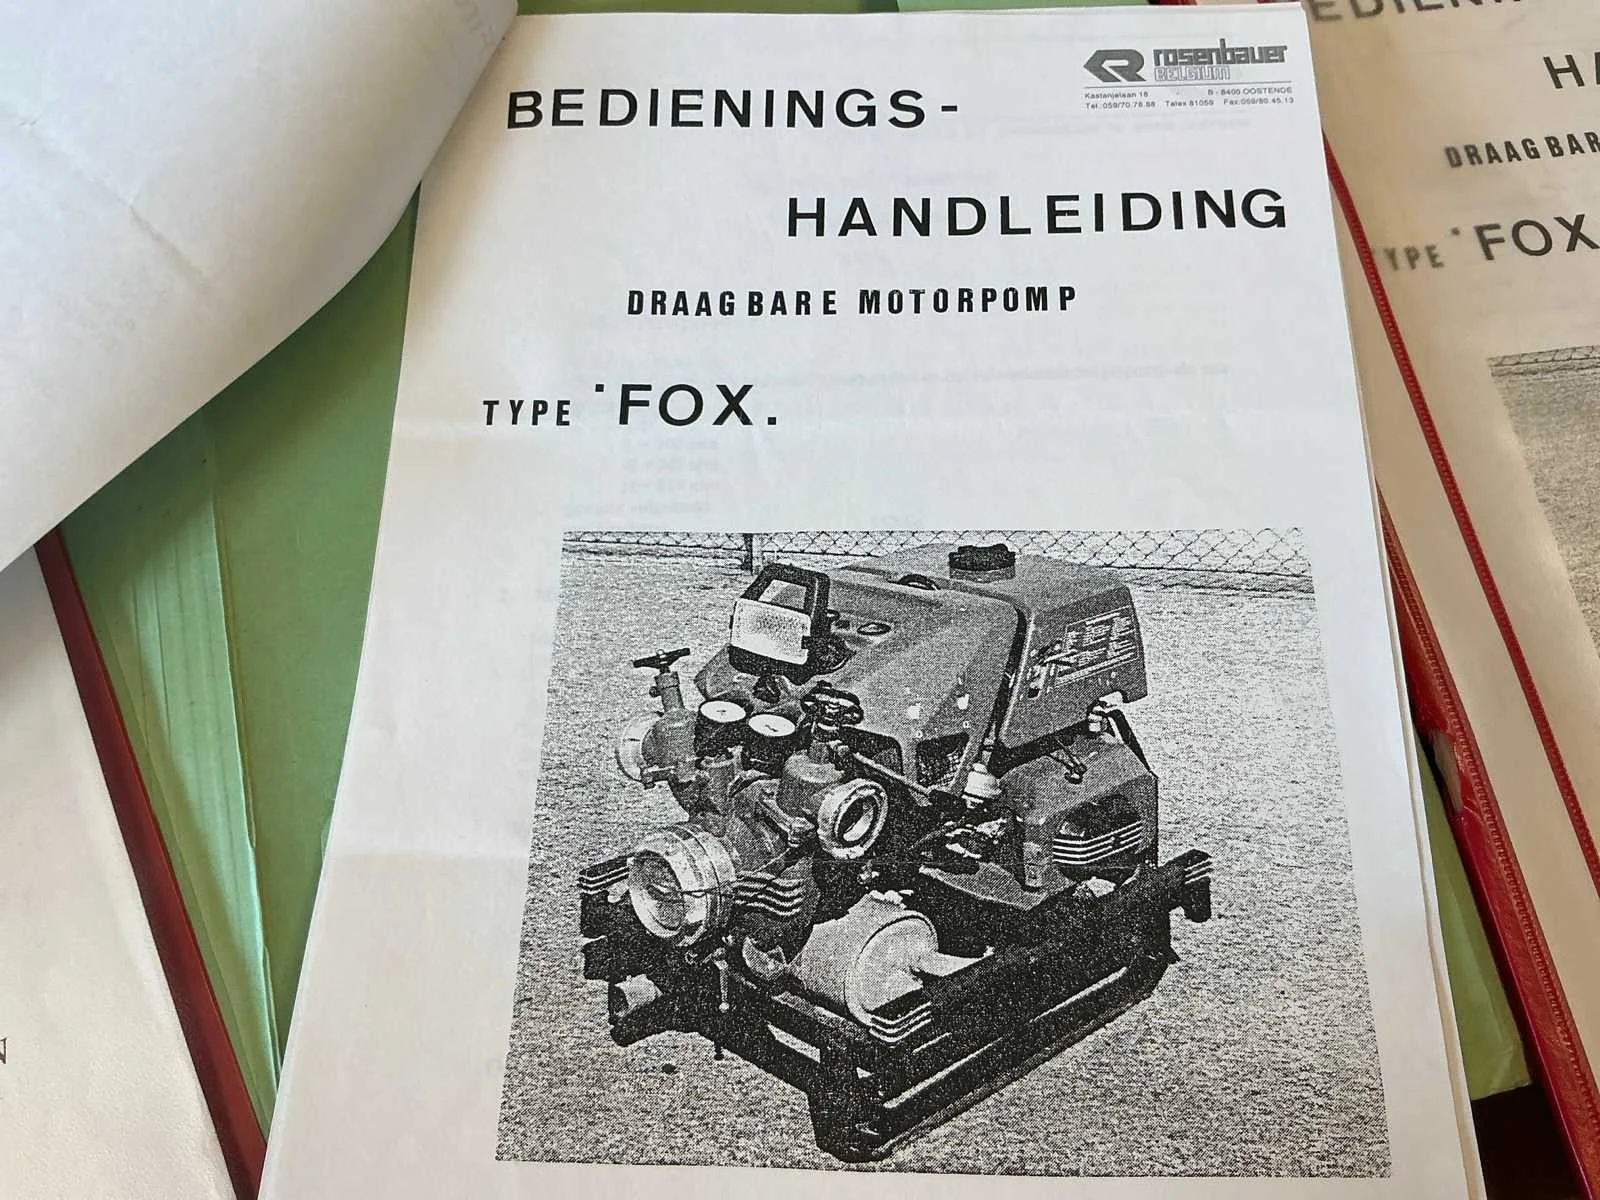 rosenbauer
BELGIUM
Kastanjelaan 18 - B - 8400 OOSTENDE
Tel.:059/70.78.88 Telex 81059 Fax:059/80.45.13
BEDIENINGS-
HANDLEIDING
DRAAGBARE MOTORPOMP
TYPE 'FOX.
HA
DRAAGBAR
TYPE 'FOX
N